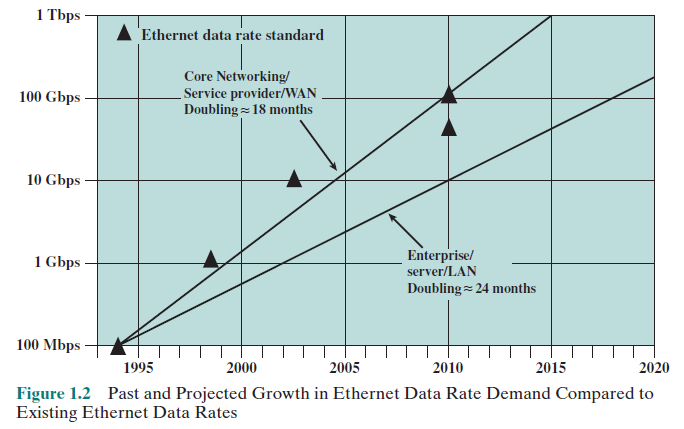 1 Tbps
Ethernet data rate standard
Core Networking/
Service provider/WAN
Doubling ≈ 18 months
100 Gbps
10 Gbps
1 Gbps
Enterprise/
server/LAN
Doubling ≈ 24 months
100 Mbps
1995 2000 2005 2010 2015 2020
Figure 1.2 Past and Projected Growth in Ethernet Data Rate Demand Compared to
Existing Ethernet Data Rates